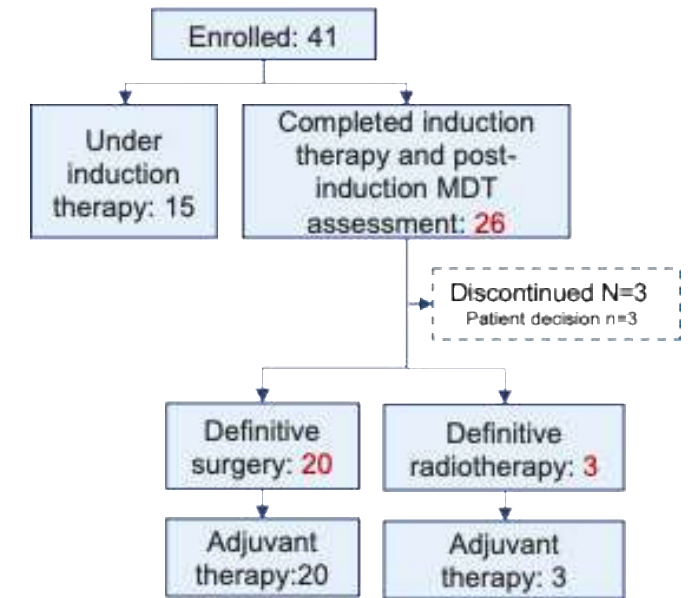 Enrolled: 41
Under
induction
therapy: 15
Completed induction
therapy and post-
induction MDT
assessment: 26
Discontinued N=3
Patient decision n=3
Definitive
surgery: 20
Definitive
radiotherapy: 3
Adjuvant
therapy:20
Adjuvant
therapy: 3